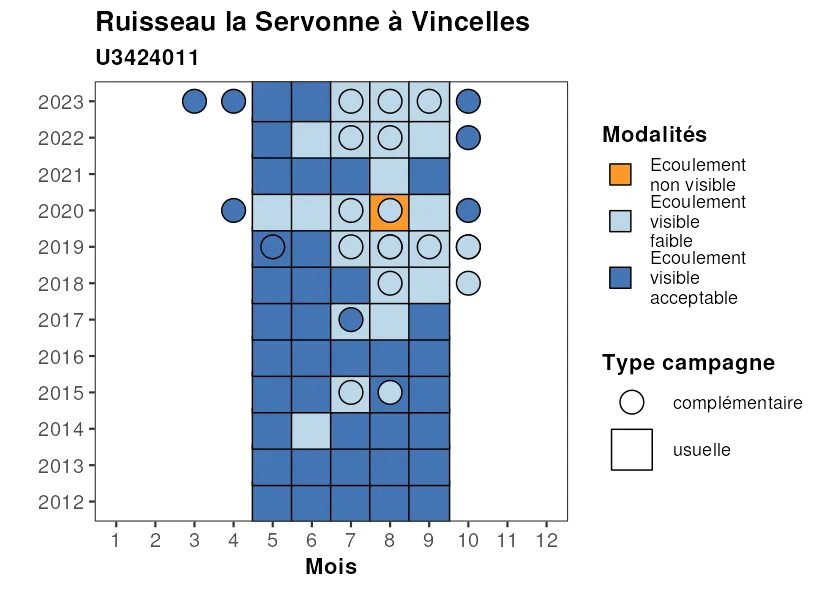 Ruisseau la Servonne à Vincelles
U3424011
2023
2022
2021
2020
2019
2018
2017
2016
2015
2014
2013
2012
1 2 3 4 5 6 7 8 9 10 11 12
Mois
Modalités
Ecoulement
non visible
Ecoulement
visible
faible
Ecoulement
visible
acceptable
Type campagne
complémentaire
usuelle